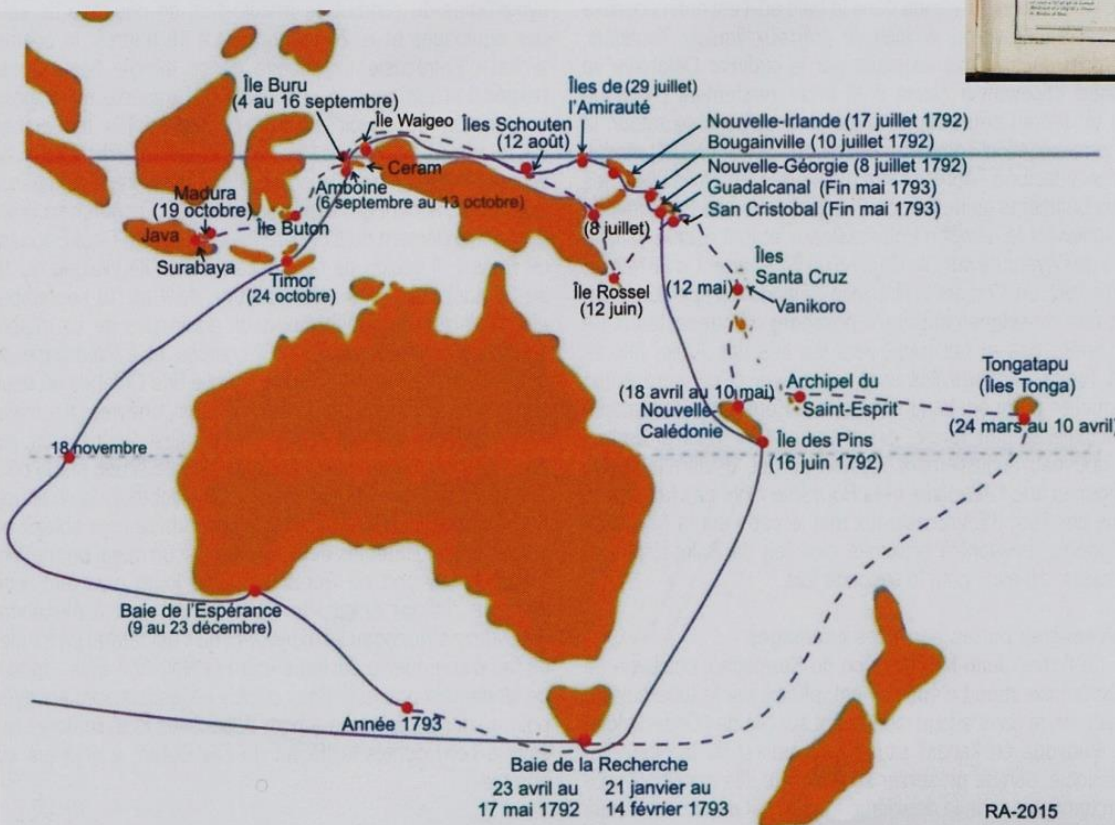 Île Buru
(4 au 16 septembre)
Île Waigeo
Îles Schouten
(12 août)
Îles de (29 juillet)
l'Amirauté
Nouvelle-Irlande (17 juillet 1792)
Bougainville (10 juillet 1792)
Nouvelle-Géorgie (8 juillet 1792)
Guadalcanal (Fin mai 1793)
San Cristobal (Fin mai 1793)
Ceram
Amboine
(6 septembre au 13 octobre)
Madura
(19 octobre)
Java
Surabaya
Île Buton
Timor
(24 octobre)
(8 juillet)
Île Rossel
(12 juin)
Îles
Santa Cruz
(12 mai)
Vanikoro
(18 avril au 10 mai)
Nouvelle-
Calédonie
Archipel du
Saint-Esprit
Tongatapu
(Îles Tonga)
(24 mars au 10 avril)
Île des Pins
(16 juin 1792)
18 novembre
Baie de l'Espérance
(9 au 23 décembre)
Année 1793
Baie de la Recherche
23 avril au
17 mai 1792
21 janvier au
14 février 1793
RA-2015